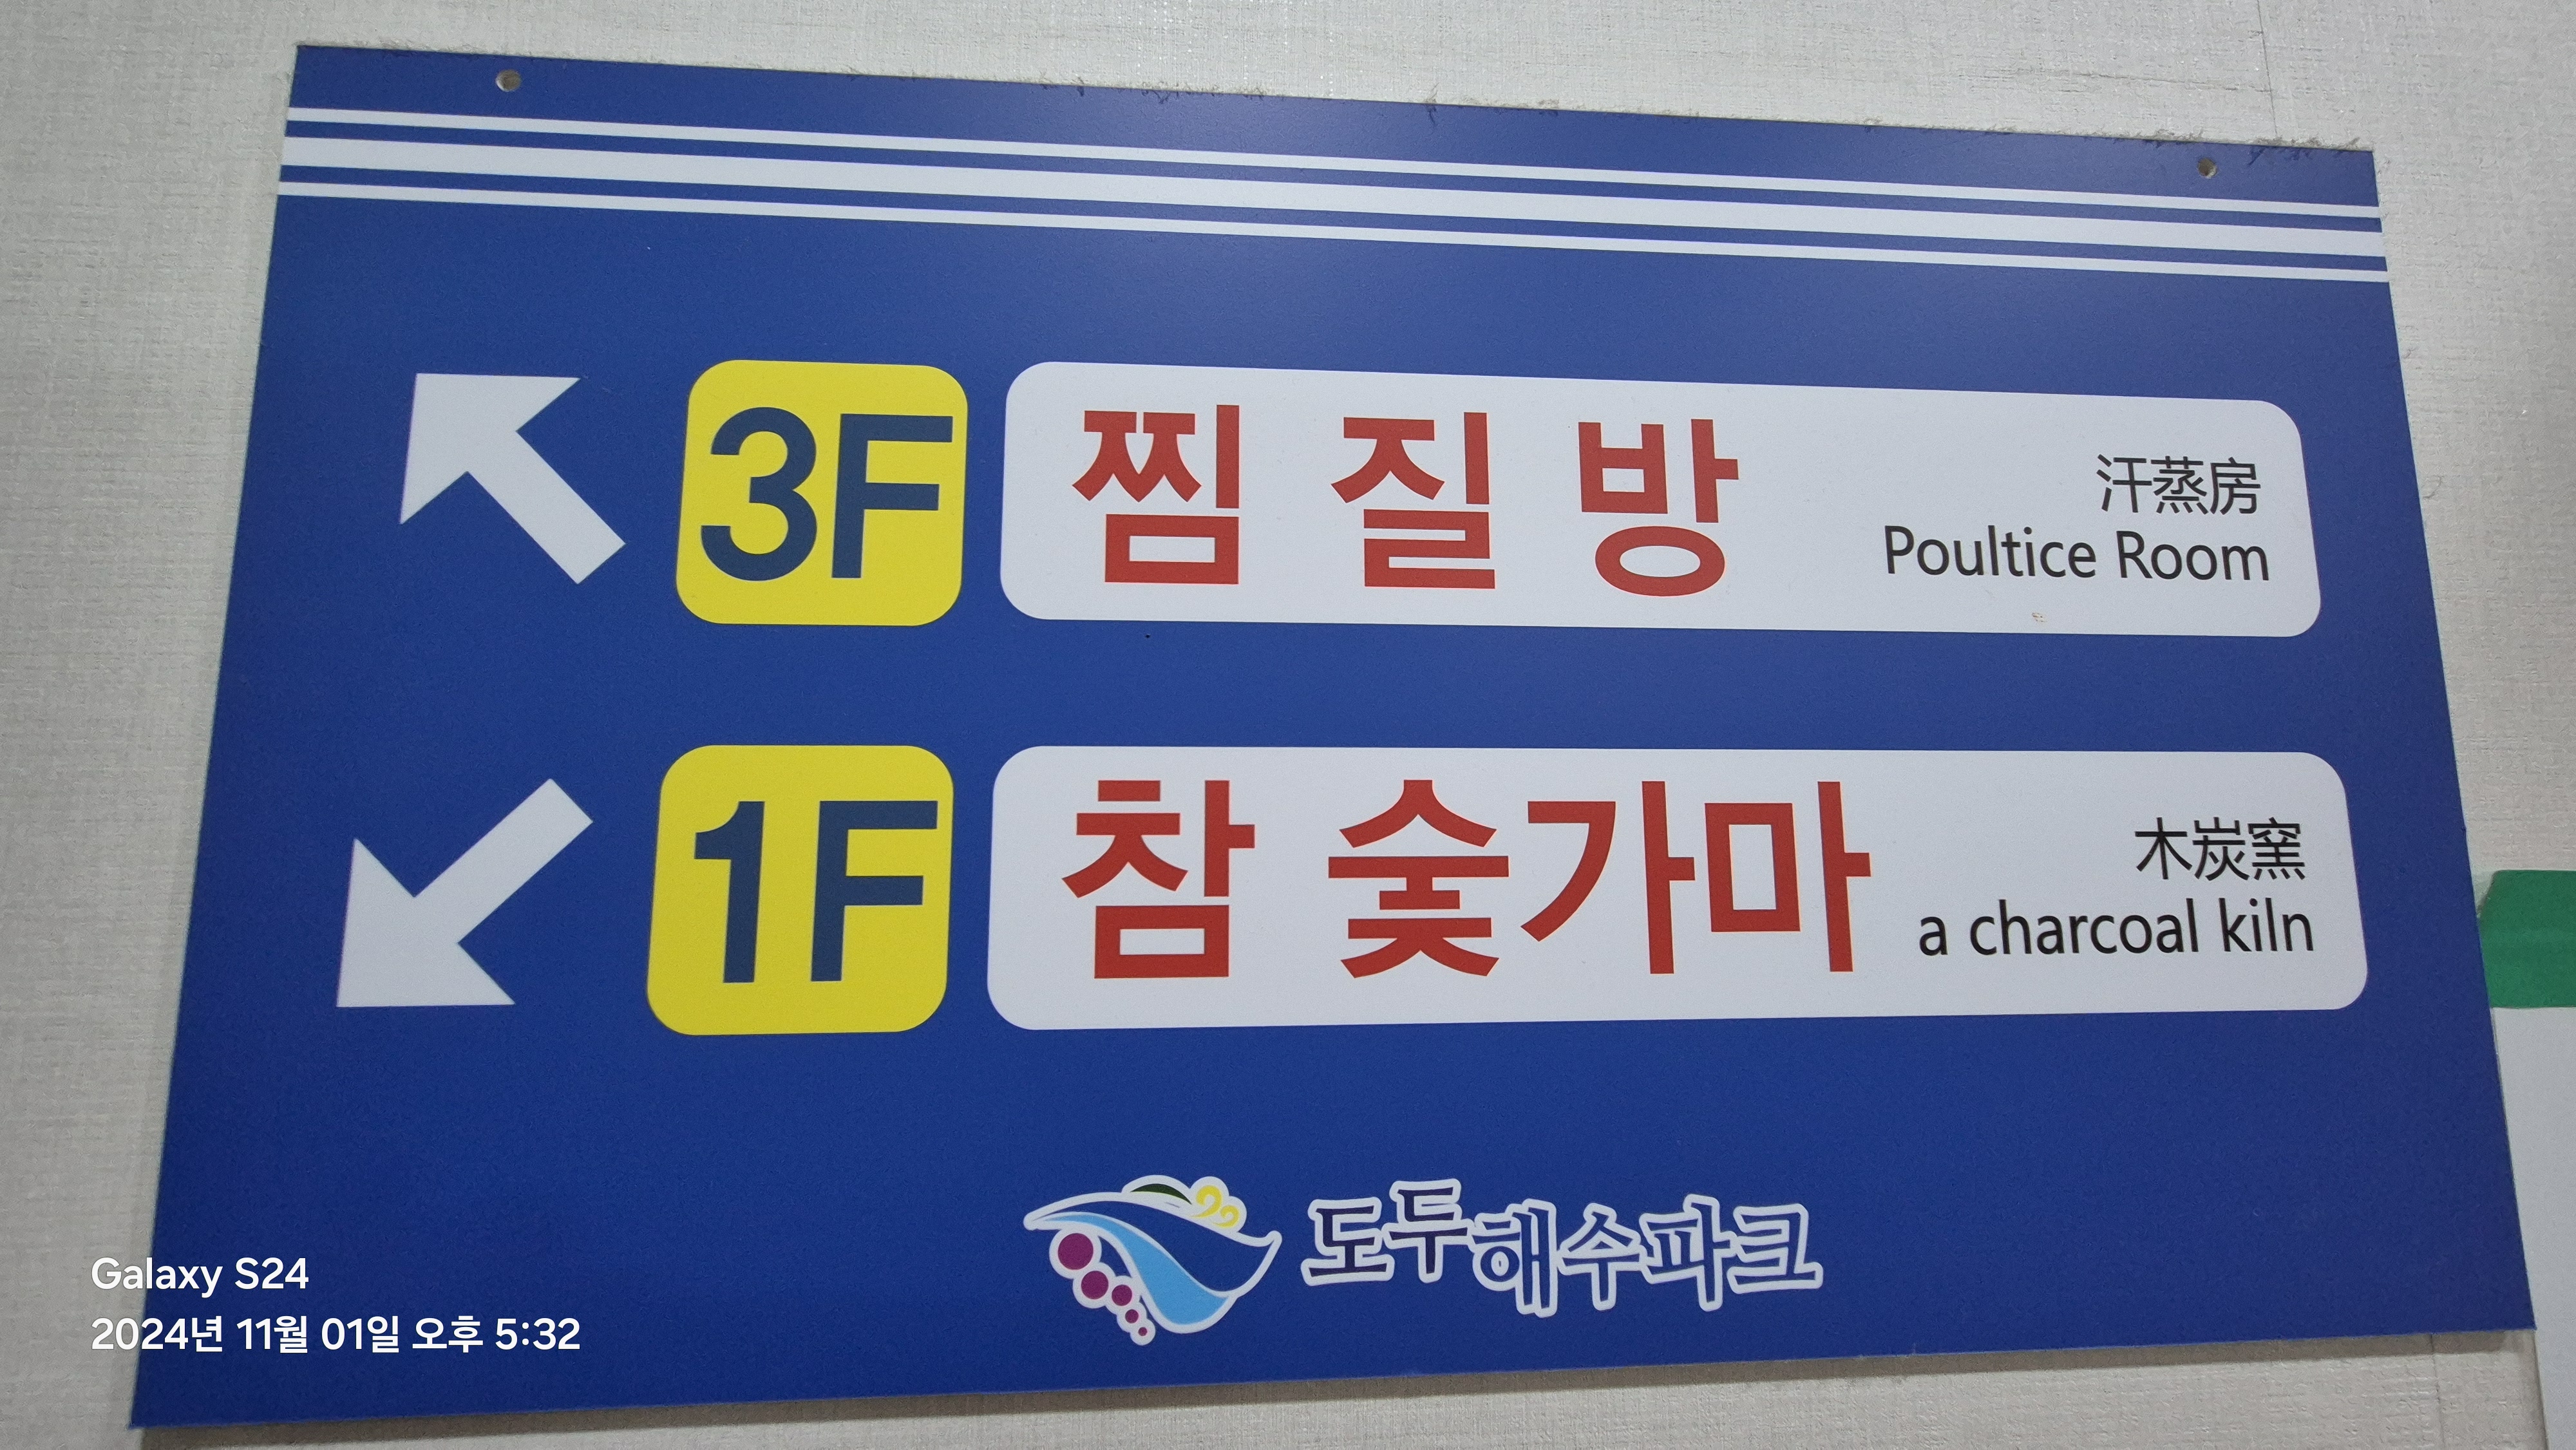 3F 찜질방 汗蒸房
Poultice Room
1F 참 숯가마 木炭窯
a charcoal kiln
도두해수파크
Galaxy S24
2024년 11월 01일 오후 5:32